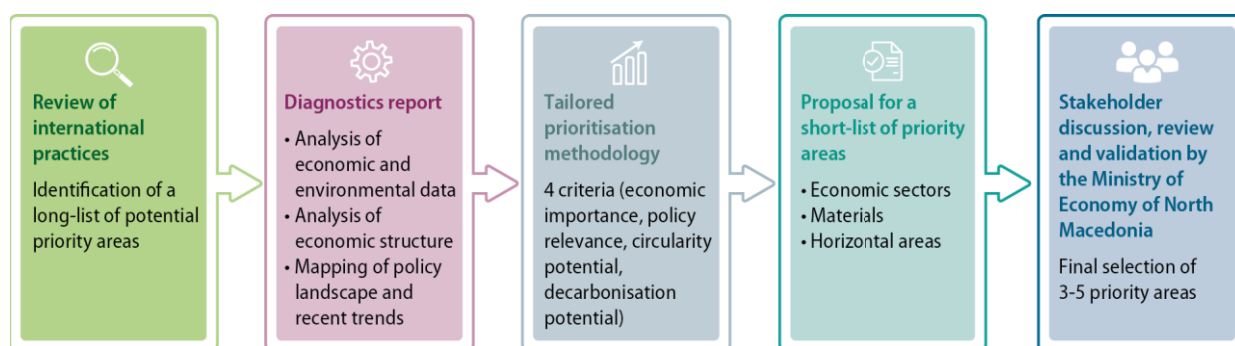 Review of
international
practices
Identification of a
long-list of potential
priority areas
Diagnostics report
• Analysis of
economic and
environmental data
• Analysis of
economic structure
• Mapping of policy
landscape and
recent trends
Tailored
prioritisation
methodology
4 criteria (economic
importance, policy
relevance, circularity
potential,
decarbonisation
potential)
Proposal for a
short-list of priority
areas
• Economic sectors
• Materials
• Horizontal areas
Stakeholder
discussion, review
and validation by
the Ministry of
Economy of North
Macedonia
Final selection of
3-5 priority areas